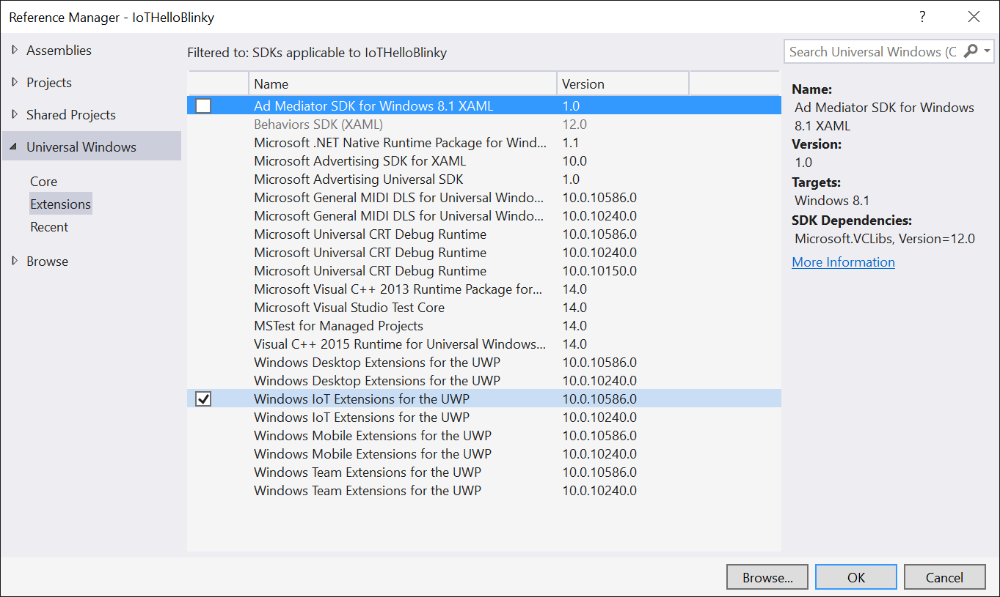 Reference Manager - IoTHelloBlinky
?
Assemblies
Projects
Shared Projects
Universal Windows
Core
Extensions
Recent
Browse
Filtered to: SDKs applicable to IoTHelloBlinky
Name Version
Ad Mediator SDK for Windows 8.1 XAML 1.0
Behaviors SDK (XAML) 12.0
Microsoft .NET Native Runtime Package for Wind... 1.1
Microsoft Advertising SDK for XAML 10.0
Microsoft Advertising Universal SDK 1.0
Microsoft General MIDI DLS for Universal Windo... 10.0.10586.0
Microsoft General MIDI DLS for Universal Windo... 10.0.10240.0
Microsoft Universal CRT Debug Runtime 10.0.10586.0
Microsoft Universal CRT Debug Runtime 10.0.10240.0
Microsoft Universal CRT Debug Runtime 10.0.10150.0
Microsoft Visual C++ 2013 Runtime Package for... 14.0
Microsoft Visual Studio Test Core 14.0
MSTest for Managed Projects 14.0
Visual C++ 2015 Runtime for Universal Windows... 14.0
Windows Desktop Extensions for the UWP 10.0.10586.0
Windows Desktop Extensions for the UWP 10.0.10240.0
Windows IoT Extensions for the UWP 10.0.10586.0
Windows IoT Extensions for the UWP 10.0.10240.0
Windows Mobile Extensions for the UWP 10.0.10586.0
Windows Mobile Extensions for the UWP 10.0.10240.0
Windows Team Extensions for the UWP 10.0.10586.0
Windows Team Extensions for the UWP 10.0.10240.0
Search Universal Windows (C
Name:
Ad Mediator SDK for Windows
8.1 XAML
Version:
1.0
Targets:
Windows 8.1
SDK Dependencies:
Microsoft.VCLibs, Version=12.0
More Information
Browse... OK Cancel